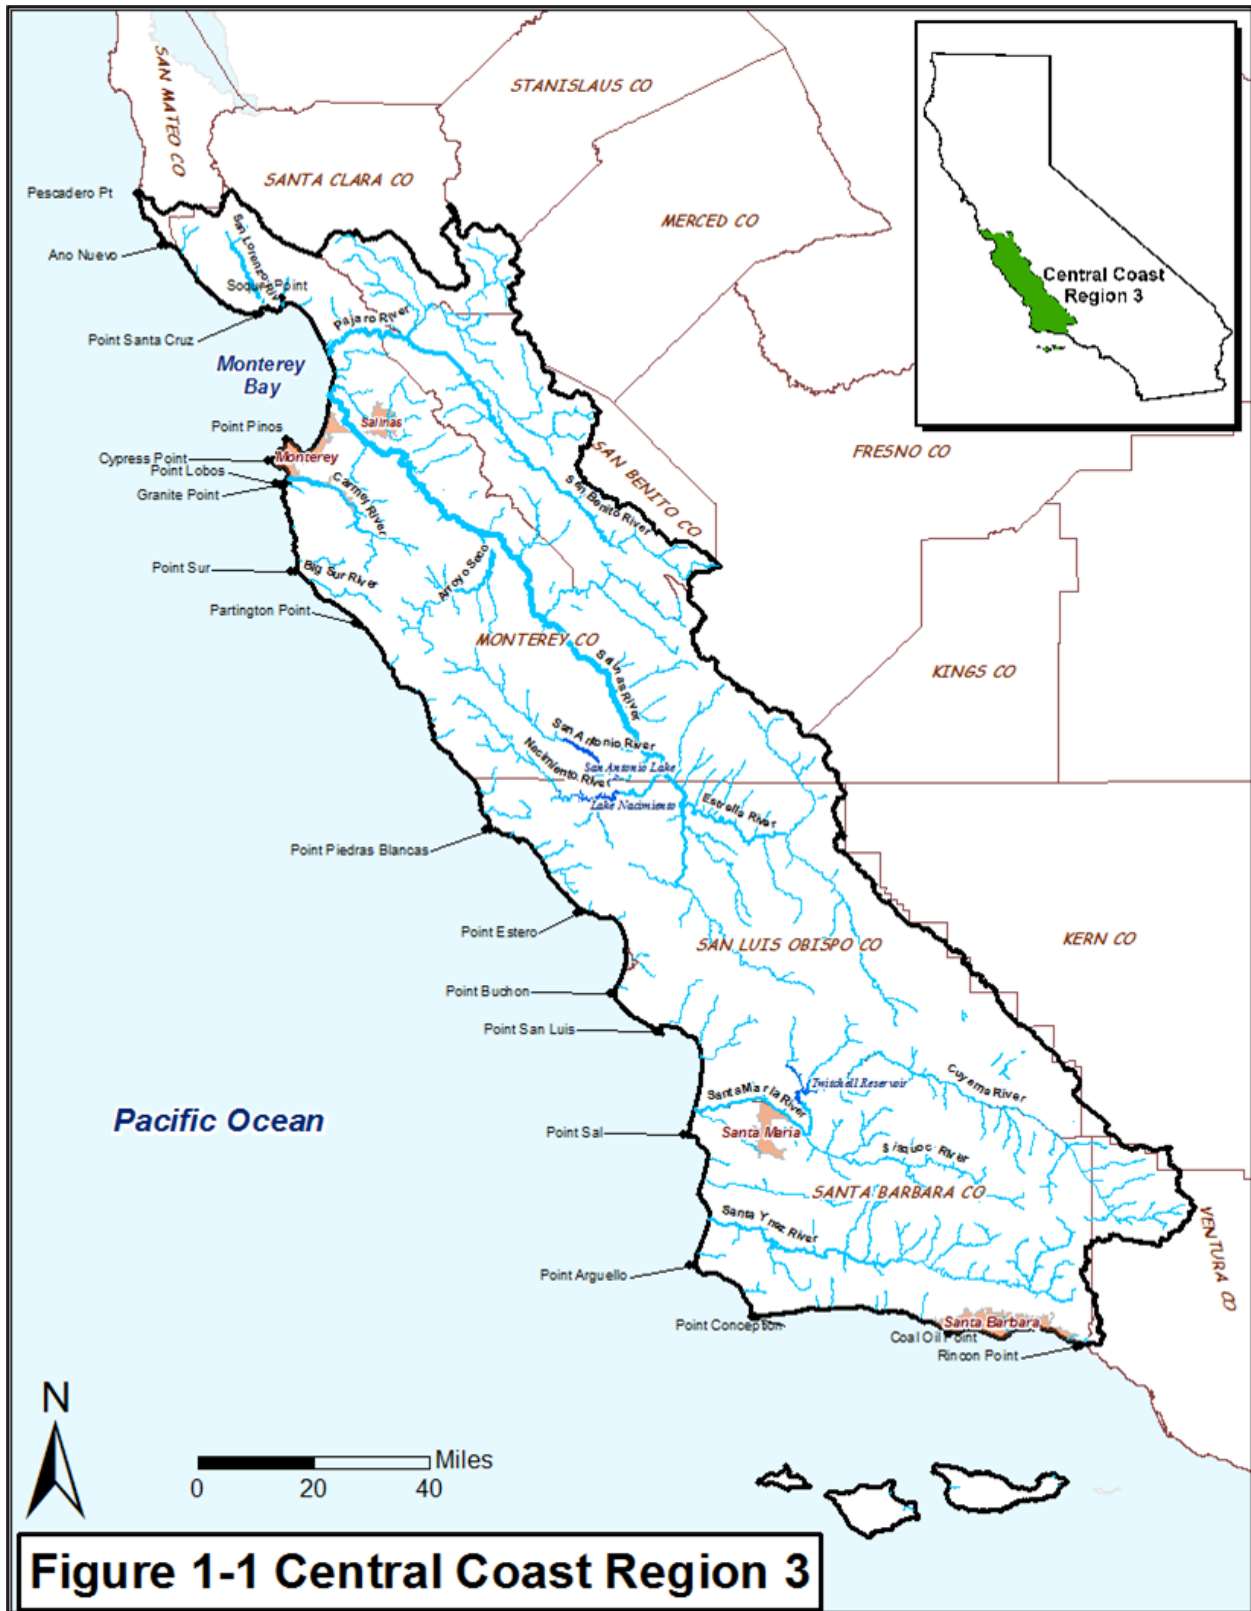 SAN MATEO CO
STANISLAUS CO
SANTA CLARA CO
MERCED CO
Central Coast
Region 3
Pescadero Pt
Ano Nuevo
San Lorenzo Riv
Soquel Point
Point Santa Cruz
Pajaro River
Monterey
Bay
Point Pinos
Salinas
Cypress Point
Monterey
Point Lobos
Granite Point
Carmel River
SAN BENITO CO
San Benito River
FRESNO CO
Point Sur
Big Sur River
Arroyo Seco
Partington Point
MONTEREY CO
Salinas River
KINGS CO
San Antonio River
San Antonio Lake
Nacimiento River
Lake Nacimiento
Estrella River
Point Piedras Blancas
Point Estero
SAN LUIS OBISPO CO
KERN CO
Point Buchon
Point San Luis
Twitchell Reservoir
Cuyama River
Santa Maria River
Pacific Ocean
Point Sal
Santa Maria
Sisquoc River
SANTA BARBARA CO
Santa Ynez River
VENTURA CO
Point Arguello
Point Conception
Santa Barbara
Coal Oil Point
Rincon Point
N
Miles
0 20 40
Figure 1-1 Central Coast Region 3